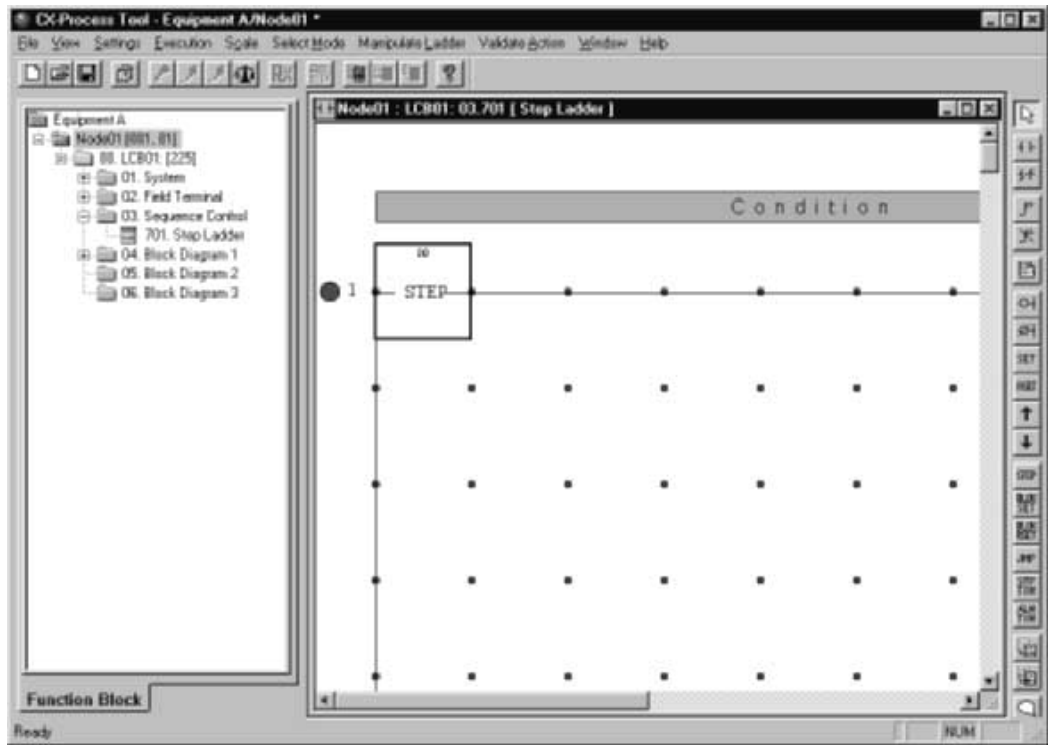 CX-Process Tool - Equipment A/Node01 *
File View Settings Execution Scale Select Mode Manipulate Ladder Validate Action Window Help
Equipment A
Node01 [001, 01]
00. LCB01: [225]
01. System
02. Field Terminal
03. Sequence Control
701. Step Ladder
04. Block Diagram 1
05. Block Diagram 2
06. Block Diagram 3
Function Block
Node01 : LCB01: 03.701 [ Step Ladder ]
Condition
00
1
STEP
SET
STEP
JMP
Ready
NUM